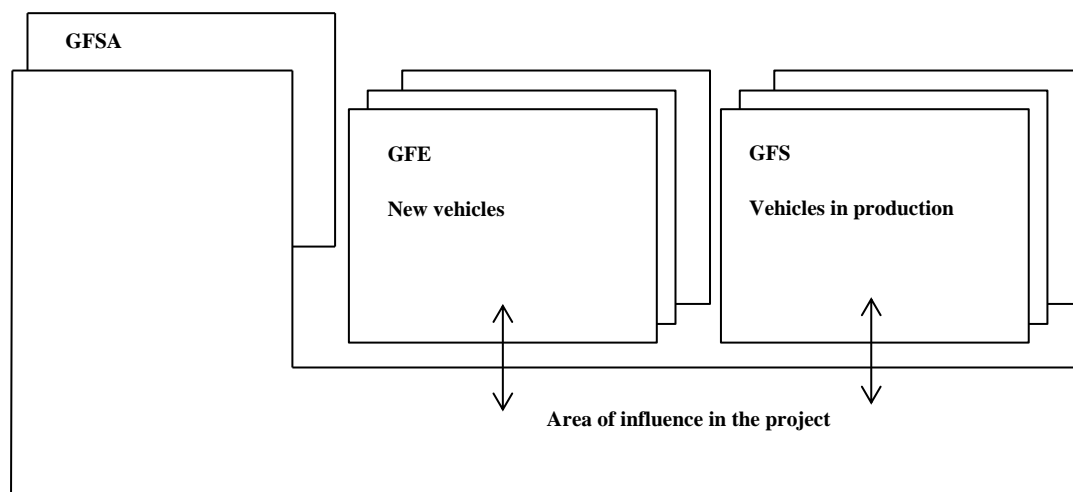 GFSA
GFE
New vehicles
GFS
Vehicles in production
Area of influence in the project